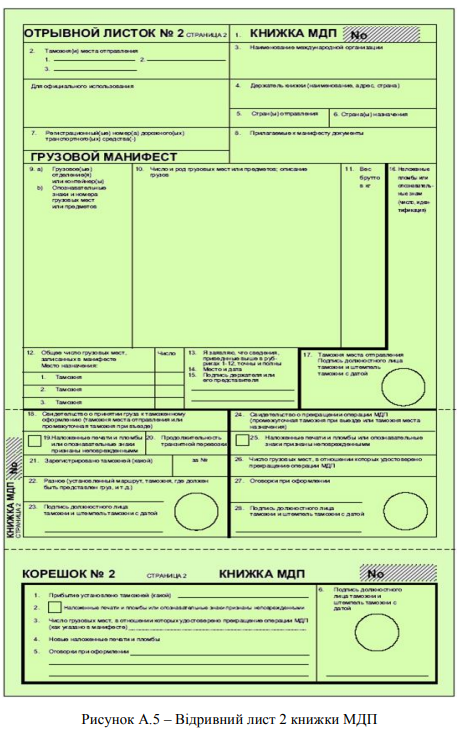 ОТРЫВНОЙ ЛИСТОК № 2 СТРАНИЦА 2
1. КНИЖКА МДП No
2. Таможня(и) места отправления
1. 2.
3.
3. Наименование международной организации
Для официального использования
4. Держатель книжки (наименование, адрес, страна)
5. Стран(ы) отправления
6. Страна(ы) назначения
7. Регистрационный(ые) номер(а) дорожного(ых)
транспортного(ых) средства(-)
8. Прилагаемые к манифесту документы
ГРУЗОВОЙ МАНИФЕСТ
9. а) Грузовое(ые)
отделение(я)
или контейнер(ы)
b) Опознавательные
знаки и номера
грузовых мест
или предметов
10. Число и род грузовых мест или предметов; описание
грузов
11. Вес
брутто
в кг
16. Наложенные
пломбы или
опознаватель-
ные знаки
(число, иден-
тификация)
12. Общее число грузовых мест,
записанных в манифесте
Место назначения:
Число
1. Таможня
2. Таможня
3. Таможня
13. Я заявляю, что сведения,
приведенные выше в руб-
риках 1-12, точны и полны
14. Место и дата
15. Подпись держателя или
его представителя
17. Таможня места отправления
Подпись должностного
лица таможни
и штемпель таможни
с датой
18. Свидетельство о принятии груза к таможенному
оформлению (таможня места отправления или
промежуточная таможня при въезде)
19. Наложенные печати и пломбы
или опознавательные знаки
признаны неповрежденными
20. Продолжительность
транзитной перевозки
21. Зарегистрировано таможней (какой)
за №
22. Разное (установленный маршрут, таможня, где должен
быть представлен груз, и т.д.)
23. Подпись должностного лица
таможни и штемпель таможни с датой
24. Свидетельство о прекращении операции МДП
(промежуточная таможня при выезде или таможня места
назначения)
25. Наложенные печати и пломбы или опознавательные
знаки признаны неповрежденными
26. Число грузовых мест, в отношении которых удостоверено
прекращение операции МДП
27. Оговорки при оформлении
28. Подпись должностного лица
таможни и штемпель таможни с датой
КНИЖКА МДП No
СТРАНИЦА 2
КОРЕШОК № 2 СТРАНИЦА 2 КНИЖКА МДП No
1. Прибытие установлено таможней (какой)
2. Наложенные печати и пломбы или опознавательные знаки признаны неповрежденными
3. Число грузовых мест, в отношении которых удостоверено прекращение операции МДП
(как указано в манифесте)
4. Новые наложенные печати и пломбы
5. Оговорки при оформлении
6. Подпись должностного
лица таможни и
штемпель таможни с
датой
Рисунок А.5 – Відривний лист 2 книжки МДП